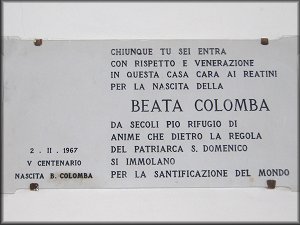 CHIUNQUE TU SEI ENTRA
CON RISPETTO E VENERAZIONE
IN QUESTA CASA CARA AI REATINI
PER LA NASCITA DELLA
BEATA COLOMBA
DA SECOLI PIO RIFUGIO DI
ANIME CHE DIETRO LA REGOLA
DEL PATRIARCA S. DOMENICO
SI IMMOLANO
PER LA SANTIFICAZIONE DEL MONDO
2 - II - 1967
V CENTENARIO
NASCITA B. COLOMBA